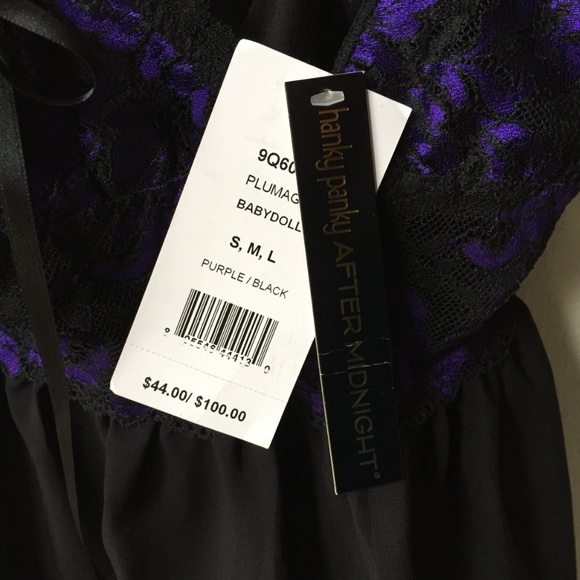 9Q60
PLUMAG
BABYDOLL
S, M, L
PURPLE / BLACK
$44.00/ $100.00
hanky panky AFTER MIDNIGHT®